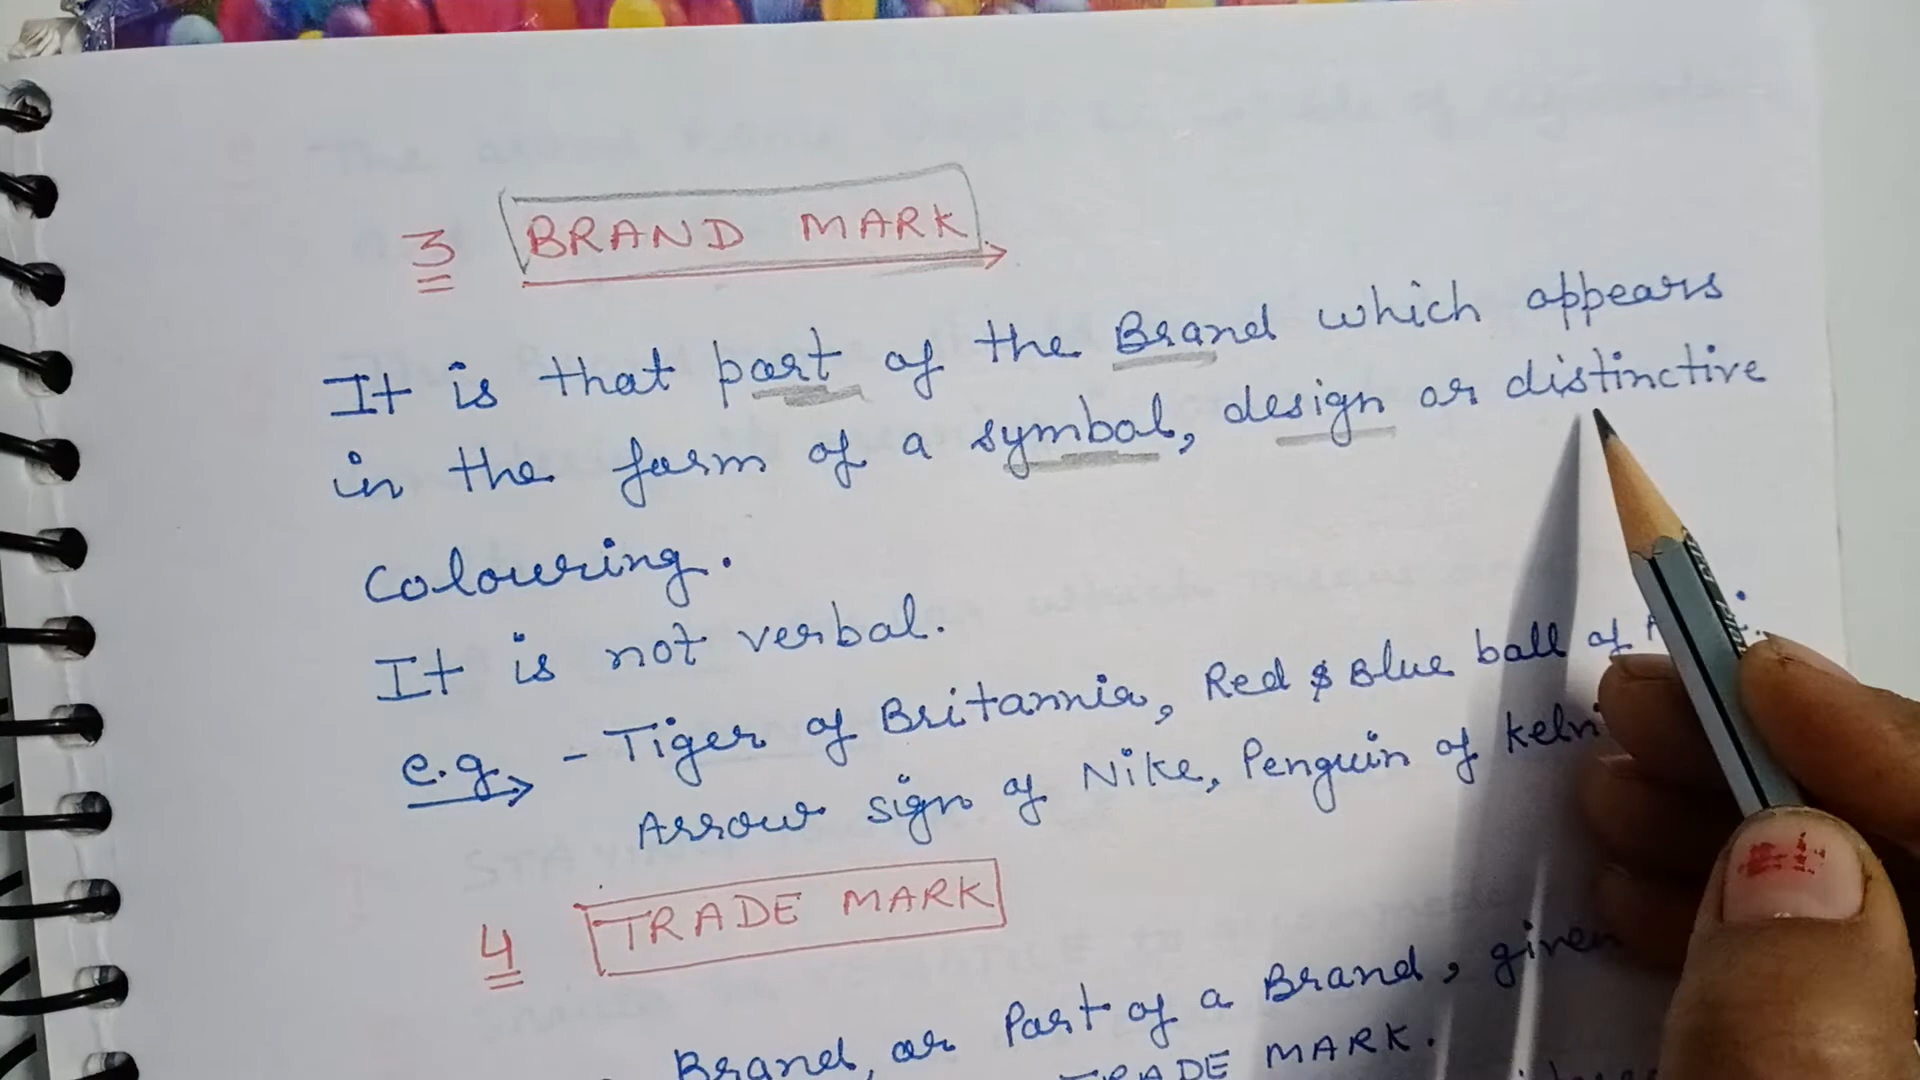 3 BRAND MARK
It is that part of the Brand which appears
in the form of a symbol, design or distinctive
colouring.
It is not verbal.
e.g. - Tiger of Britannia, Red & Blue ball of
Arrow sign of Nike, Penguin of
4 TRADE MARK
Brand, or Part of a Brand, given
TRADE MARK.